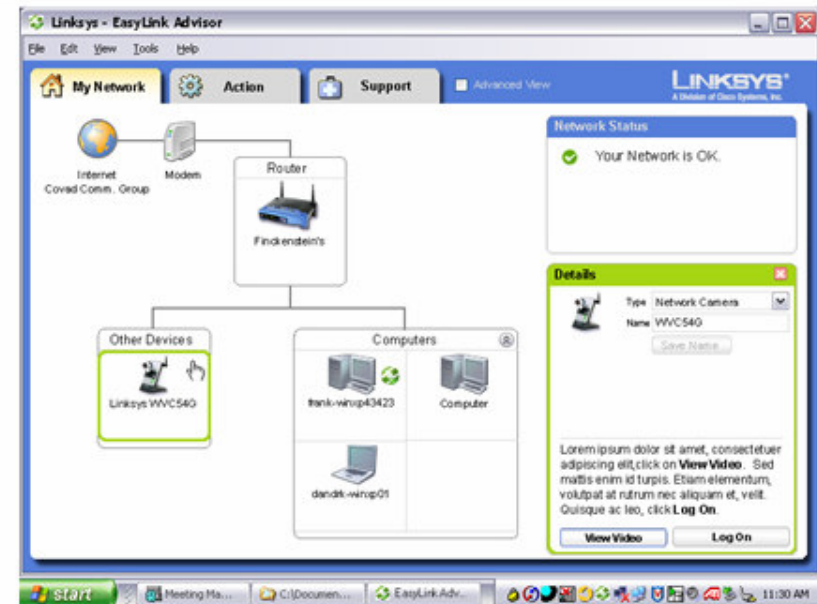 Linksys - EasyLink Advisor
File Edit View Tools Help
My Network
Action
Support
Advanced View
LINKSYS®
A Division of Cisco Systems, Inc.
Internet
Covad Comm. Group
Modem
Router
Finckenstein's
Other Devices
Linksys WVC54G
Computers
frank-winxp43423
Computer
dandrk-winxp01
Network Status
Your Network is OK.
Details
Type Network Camera
Name WVC54G
Save Name
Lorem ipsum dolor sit amet, consectetuer
adipiscing elit,click on View Video. Sed
mattis enim id turpis. Etiam elementum,
volutpat at rutrum nec aliquam et, velit.
Quisque ac leo, click Log On.
View Video
Log On
start
Meeting Ma...
C:\Documen...
EasyLink Adv...
11:30 AM